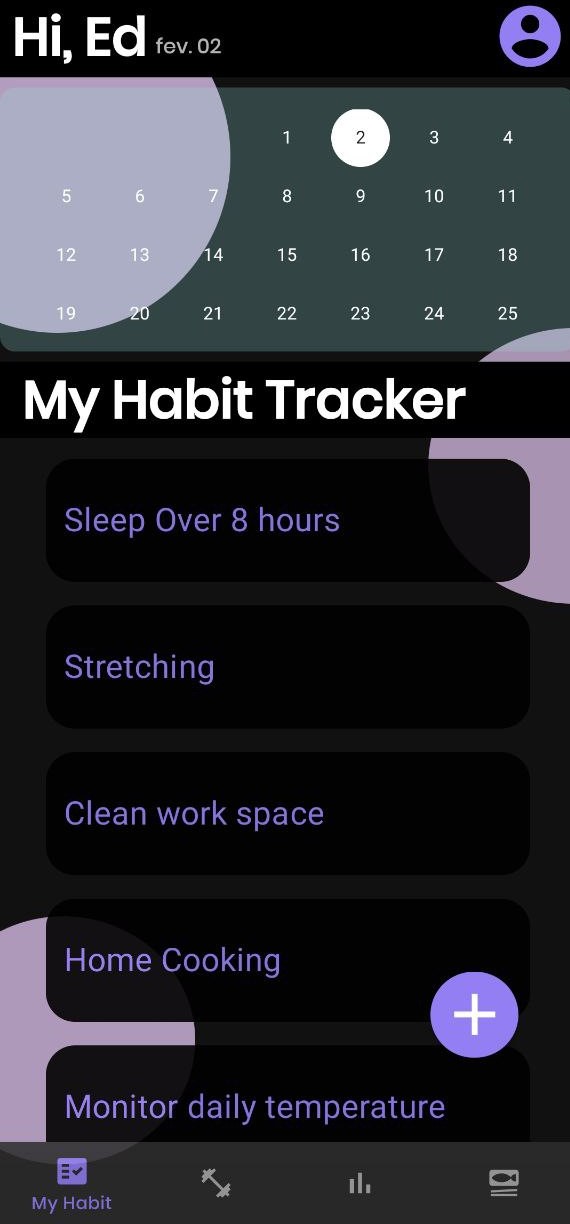 Hi, Ed fev. 02
1 2 3 4
5 6 7 8 9 10 11
12 13 14 15 16 17 18
19 20 21 22 23 24 25
My Habit Tracker
Sleep Over 8 hours
Stretching
Clean work space
Home Cooking
Monitor daily temperature
My Habit